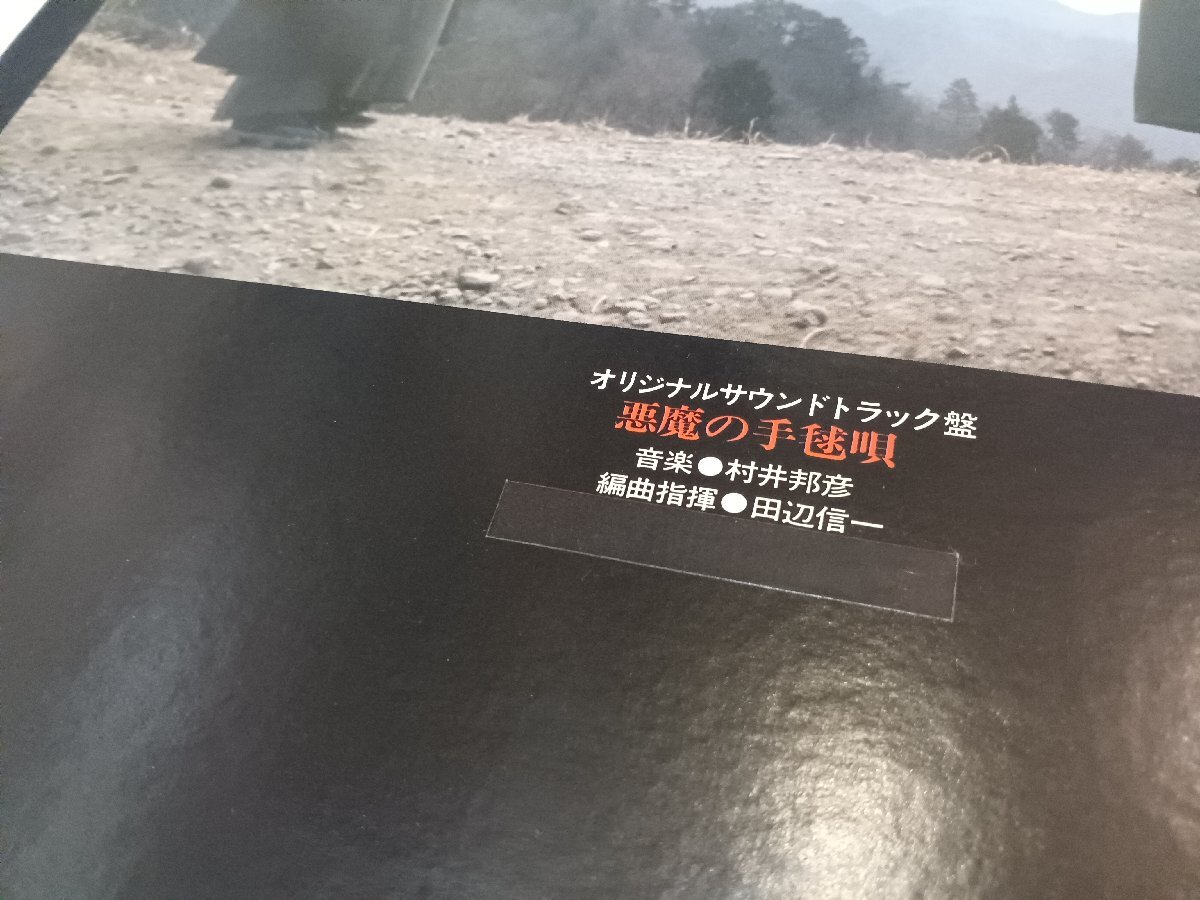 オリジナルサウンドトラック盤
悪魔の手毬唄
音楽●村井邦彦
編曲指揮●田辺信一